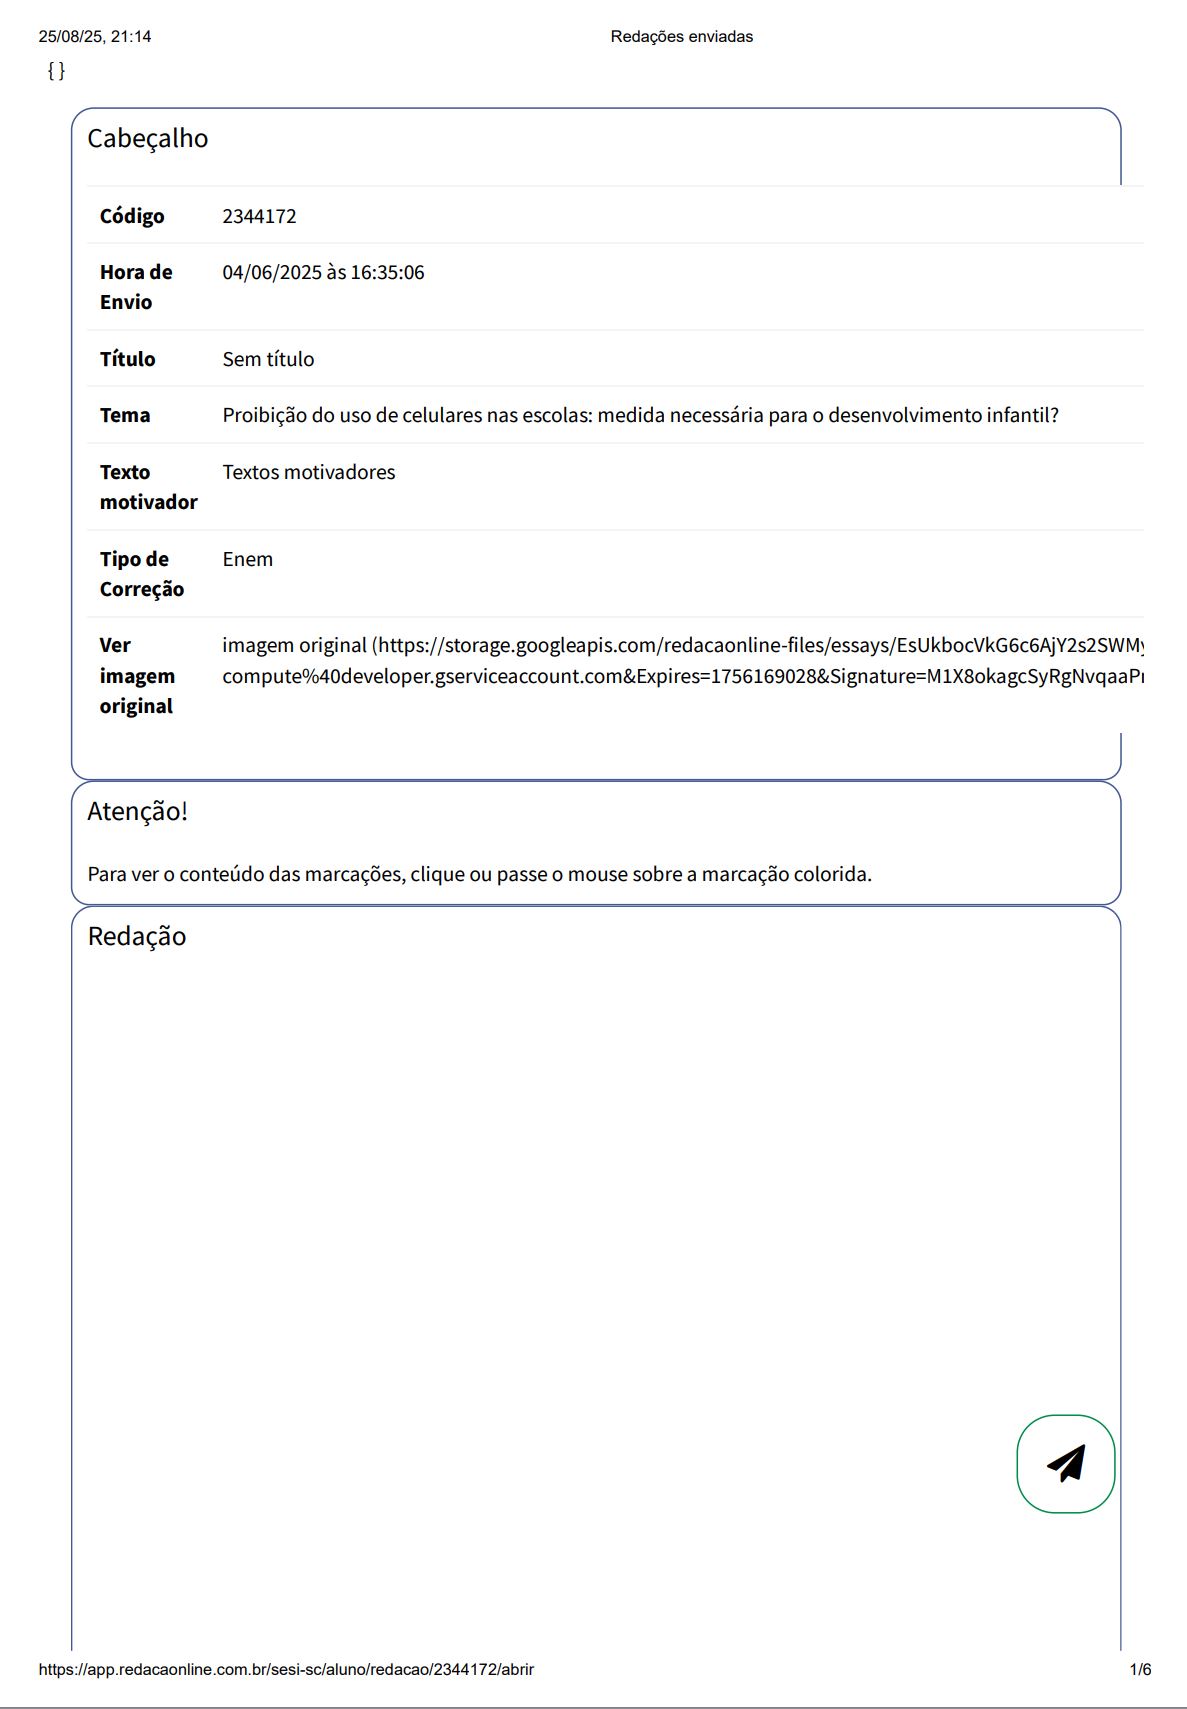 25/08/25, 21:14
Redações enviadas
{ }
Cabeçalho
Código 2344172
Hora de Envio 04/06/2025 às 16:35:06
Título Sem título
Tema Proibição do uso de celulares nas escolas: medida necessária para o desenvolvimento infantil?
Texto motivador Textos motivadores
Tipo de Correção Enem
Ver imagem original imagem original (https://storage.googleapis.com/redacaonline-files/essays/EsUkbocVkG6c6AjY2s2SWMy
compute%40developer.gserviceaccount.com&Expires=1756169028&Signature=M1X8okagcSyRgNvqaaPr
Atenção!
Para ver o conteúdo das marcações, clique ou passe o mouse sobre a marcação colorida.
Redação
https://app.redacaonline.com.br/sesi-sc/aluno/redacao/2344172/abrir
1/6